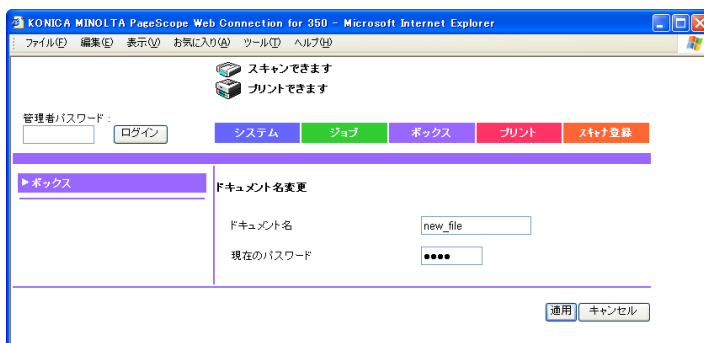 KONICA MINOLTA PageScope Web Connection for 350 - Microsoft Internet Explorer
ファイル(F) 編集(E) 表示(V) お気に入り(A) ツール(T) ヘルプ(H)
スキャンできます
プリントできます
管理者パスワード:
ログイン
システム ジョブ ボックス プリント スキャナ登録
▶ボックス
ドキュメント名変更
ドキュメント名 new_file
現在のパスワード ●●●●
適用 キャンセル